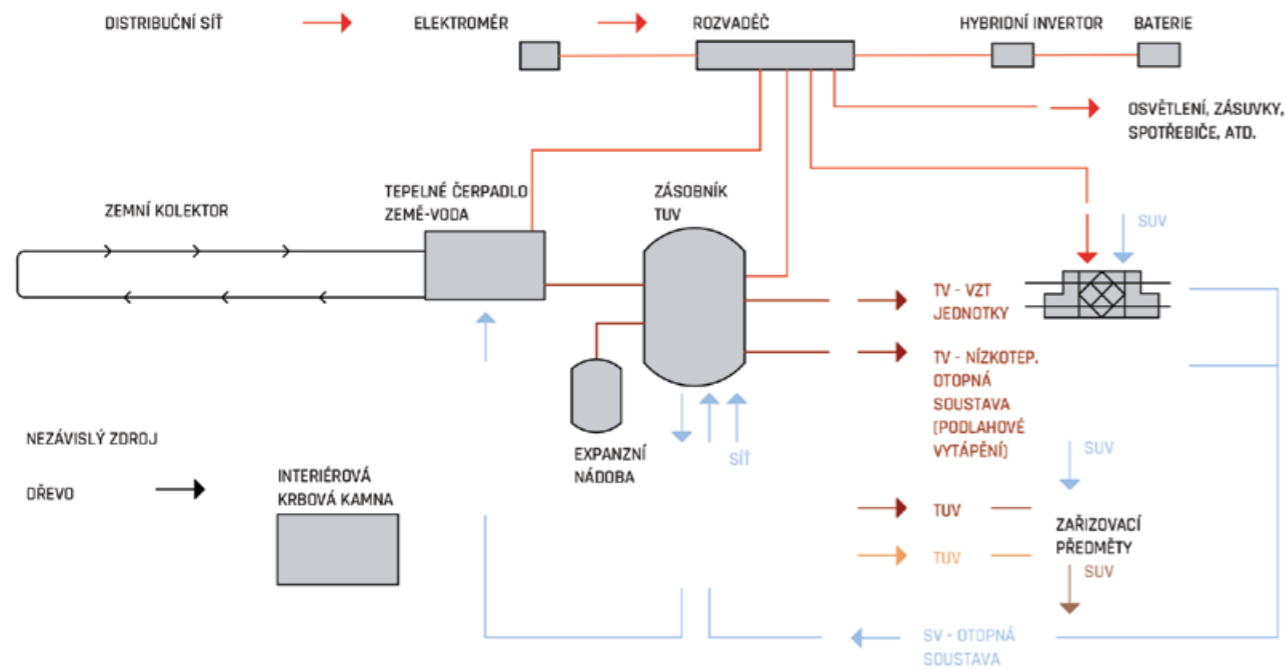 DISTRIBUČNÍ SÍŤ
ELEKTROMĚR
ROZVADĚČ
HYBRIDNÍ INVERTOR
BATERIE
OSVĚTLENÍ, ZÁSUVKY,
SPOTŘEBIČE, ATD.
ZEMNÍ KOLEKTOR
TEPELNÉ ČERPADLO
ZEMĚ-VODA
ZÁSOBNÍK
TUV
SUV
TV - VZT
JEDNOTKY
TV - NÍZKOTEP.
OTOPNÁ
SOUSTAVA
(PODLAHOVÉ
VYTÁPĚNÍ)
EXPANZNÍ
NÁDOBA
SÍŤ
NEZÁVISLÝ ZDROJ
DŘEVO
INTERIÉROVÁ
KRBOVÁ KAMNA
SUV
TUV
TUV
ZAŘIZOVACÍ
PŘEDMĚTY
SUV
SV - OTOPNÁ
SOUSTAVA